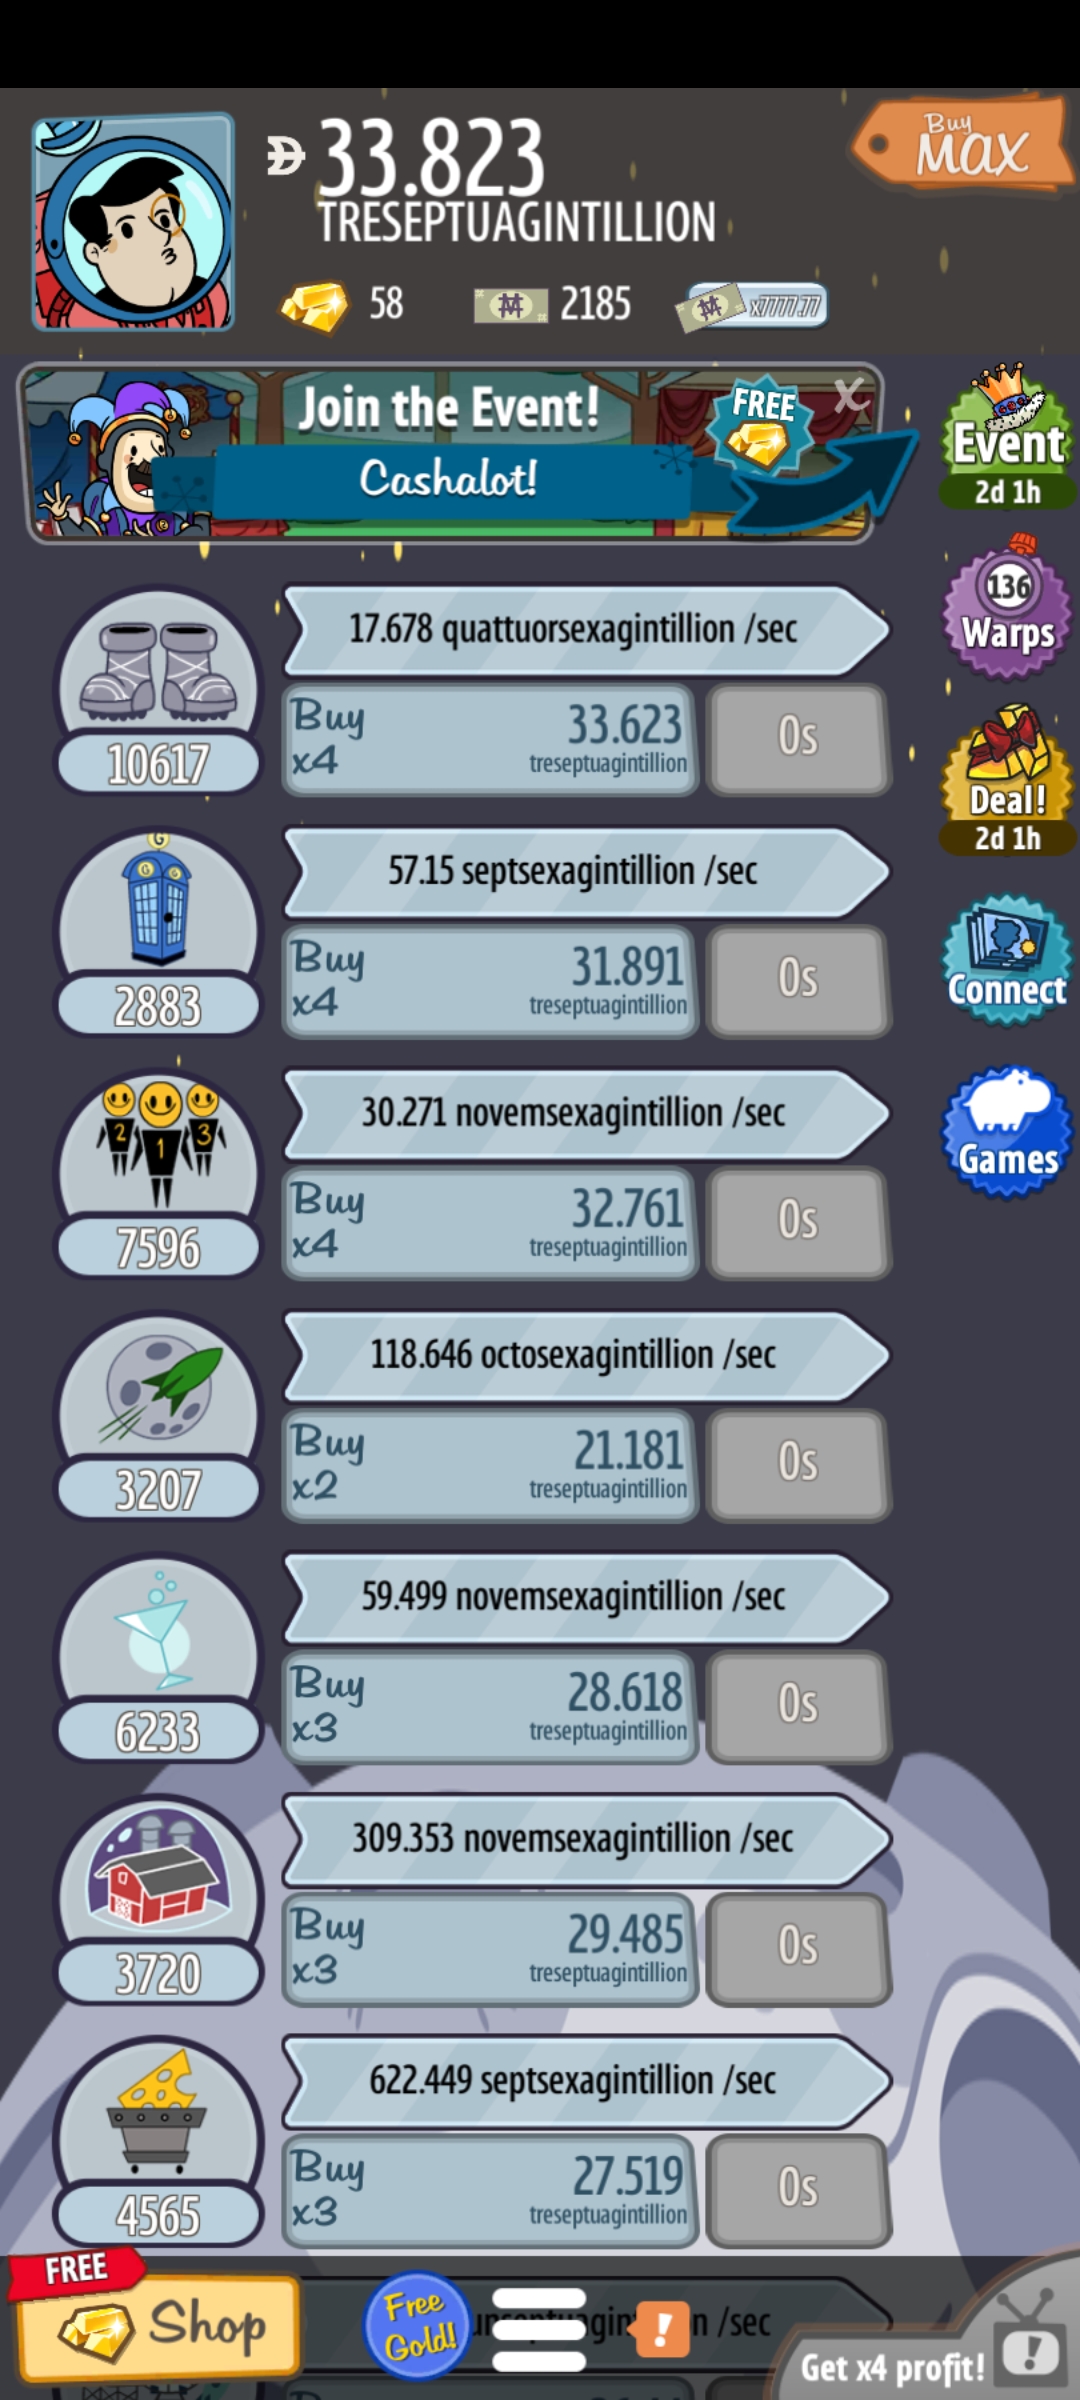 33.823
TRESEPTUAGINTILLION
Buy
MAX
58
2185
x7777.77
Join the Event!
Cashalot!
FREE
X
Event
2d 1h
17.678 quattuorsexagintillion /sec
Buy
x4
33.623
treseptuagintillion
0s
10617
136
Warps
Deal!
2d 1h
57.15 septsexagintillion /sec
Buy
x4
31.891
treseptuagintillion
0s
G
G G
2883
Connect
30.271 novemsexagintillion /sec
Buy
x4
32.761
treseptuagintillion
0s
2 1 3
7596
Games
118.646 octosexagintillion /sec
Buy
x2
21.181
treseptuagintillion
0s
3207
59.499 novemsexagintillion /sec
Buy
x3
28.618
treseptuagintillion
0s
6233
309.353 novemsexagintillion /sec
Buy
x3
29.485
treseptuagintillion
0s
3720
622.449 septsexagintillion /sec
Buy
x3
27.519
treseptuagintillion
0s
4565
FREE
Shop
Free
Gold!
/sec
!
Get x4 profit!
!